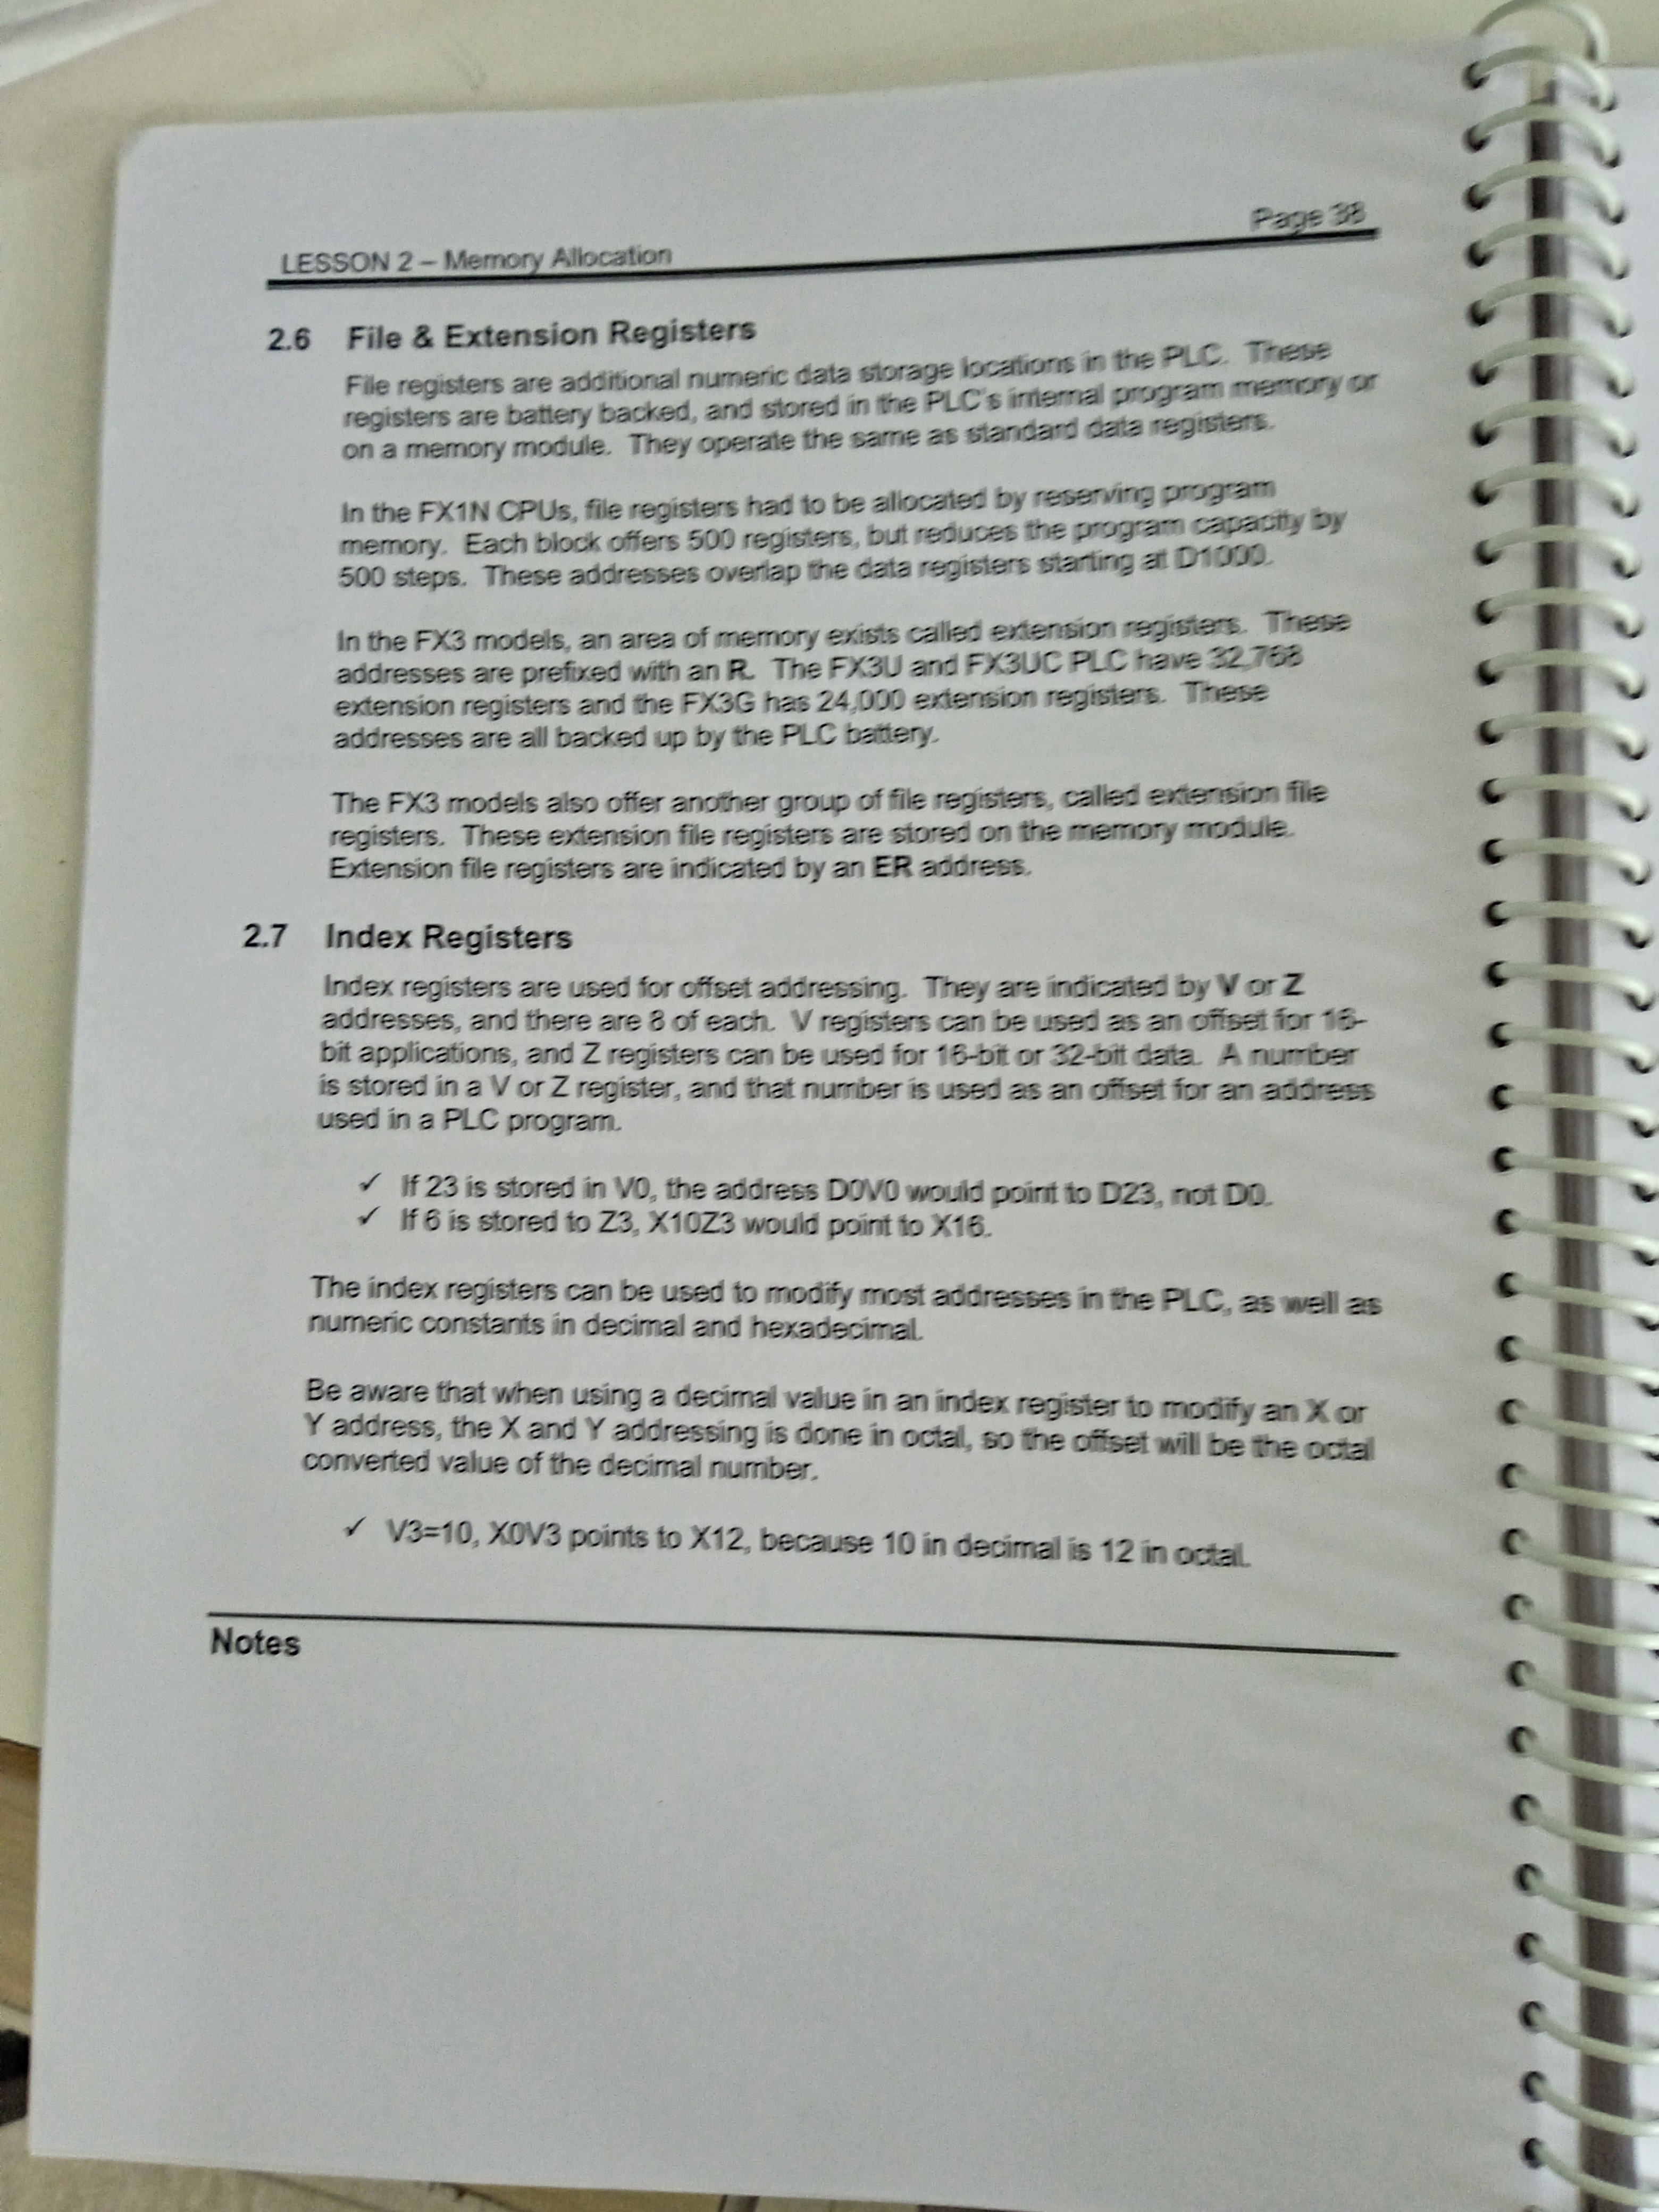 Page 38
LESSON 2 – Memory Allocation
2.6 File & Extension Registers
File registers are additional numeric data storage locations in the PLC. These
registers are battery backed, and stored in the PLC's internal program memory or
on a memory module. They operate the same as standard data registers.
In the FX1N CPUs, file registers had to be allocated by reserving program
memory. Each block offers 500 registers, but reduces the program capacity by
500 steps. These addresses overlap the data registers starting at D1000.
In the FX3 models, an area of memory exists called extension registers. These
addresses are prefixed with an R. The FX3U and FX3UC PLC have 32,768
extension registers and the FX3G has 24,000 extension registers. These
addresses are all backed up by the PLC battery.
The FX3 models also offer another group of file registers, called extension file
registers. These extension file registers are stored on the memory module.
Extension file registers are indicated by an ER address.
2.7 Index Registers
Index registers are used for offset addressing. They are indicated by V or Z
addresses, and there are 8 of each. V registers can be used as an offset for 16-
bit applications, and Z registers can be used for 16-bit or 32-bit data. A number
is stored in a V or Z register, and that number is used as an offset for an address
used in a PLC program.
✓ If 23 is stored in V0, the address D0V0 would point to D23, not D0.
✓ If 6 is stored to Z3, X10Z3 would point to X16.
The index registers can be used to modify most addresses in the PLC, as well as
numeric constants in decimal and hexadecimal.
Be aware that when using a decimal value in an index register to modify an X or
Y address, the X and Y addressing is done in octal, so the offset will be the octal
converted value of the decimal number.
✓ V3=10, X0V3 points to X12, because 10 in decimal is 12 in octal.
Notes